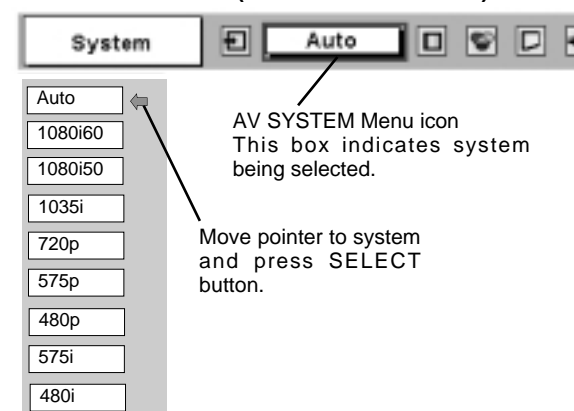 System
Auto
Auto
1080i60
1080i50
1035i
720p
575p
480p
575i
480i
AV SYSTEM Menu icon
This box indicates system
being selected.
Move pointer to system
and press SELECT
button.